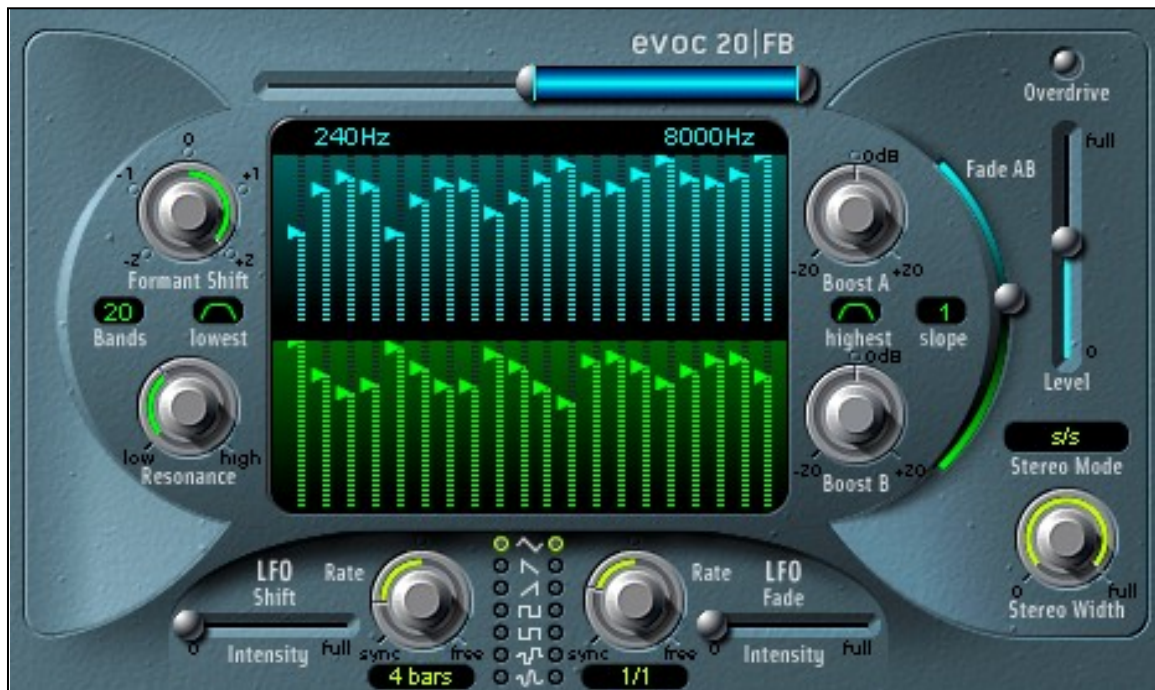 evoc 20|FB
Overdrive
240Hz 8000Hz
full
0
-1 +1
-2 +2
Formant Shift
0dB
-20 +20
Boost A
Fade AB
20
Bands
lowest
highest
1
slope
0
Level
low high
Resonance
0dB
-20 +20
Boost B
s/s
Stereo Mode
0 full
Stereo Width
LFO
Shift
Rate
0 full
Intensity
sync free
4 bars
Rate
LFO
Fade
sync free
1/1
0 full
Intensity